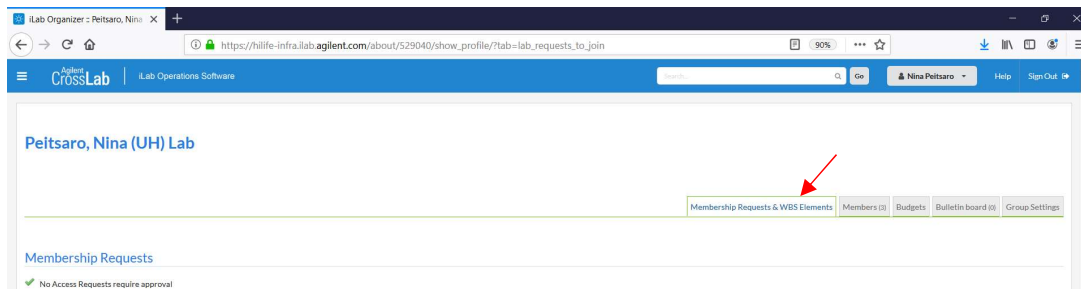 iLab Organizer :: Peitsaro, Nina
https://hilife-infra.ilab.agilent.com/about/529040/show_profile/?tab=lab_requests_to_join
90%
Agilent
CrossLab
iLab Operations Software
Search...
Go
Nina Peitsaro
Help
Sign Out
Peitsaro, Nina (UH) Lab
Membership Requests & WBS Elements
Members (3)
Budgets
Bulletin board (0)
Group Settings
Membership Requests
No Access Requests require approval